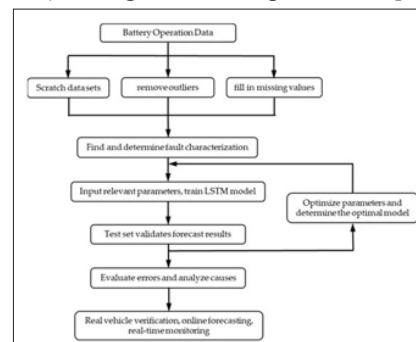 Battery Operation Data
Scratch data sets
remove outliers
fill in missing values
Find and determine fault characterization
Input relevant parameters, train LSTM model
Optimize parameters and
determine the optimal model
Test set validates forecast results
Evaluate errors and analyze causes
Real vehicle verification, online forecasting,
real-time monitoring